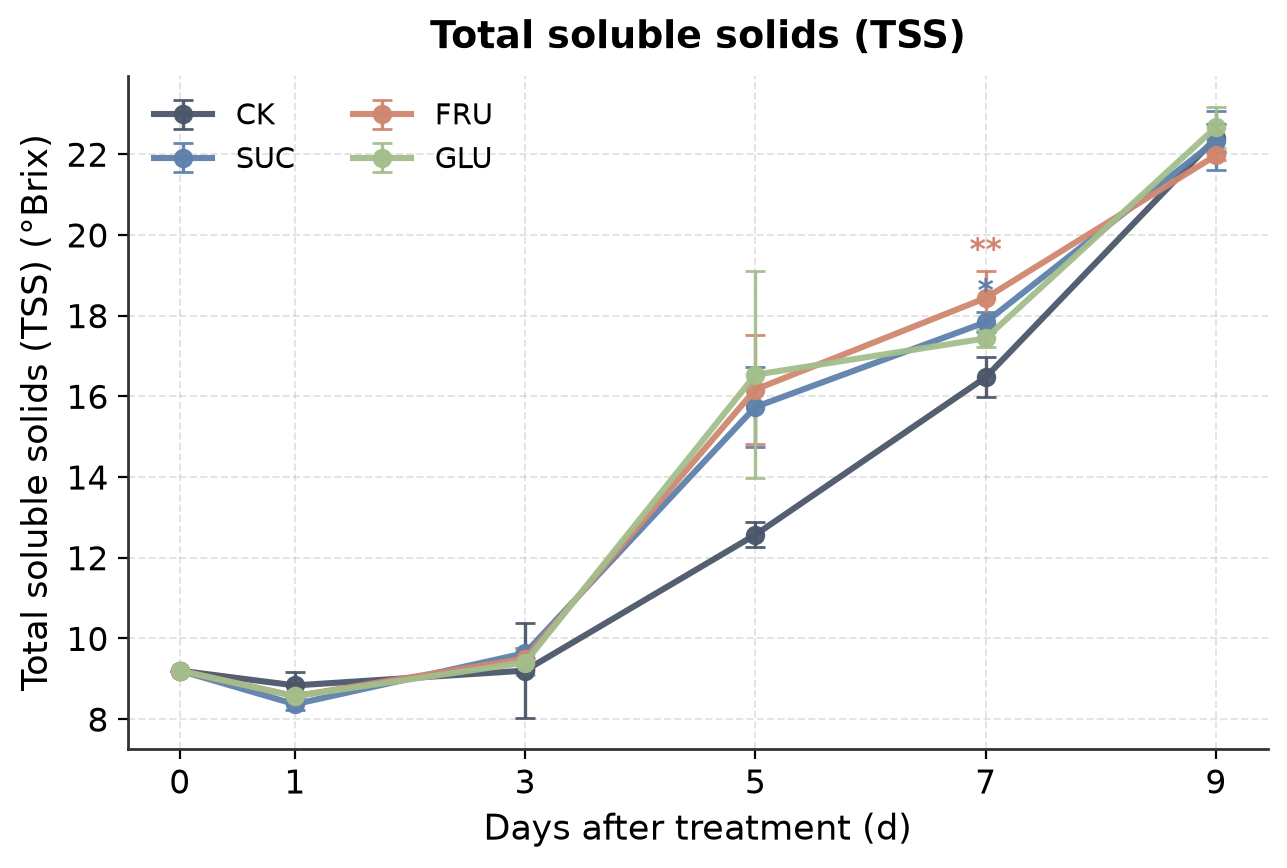 Total soluble solids (TSS)
CK
FRU
SUC
GLU
Total soluble solids (TSS) (°Brix)
22
20
18
16
14
12
10
8
**
*
0 1 3 5 7 9
Days after treatment (d)